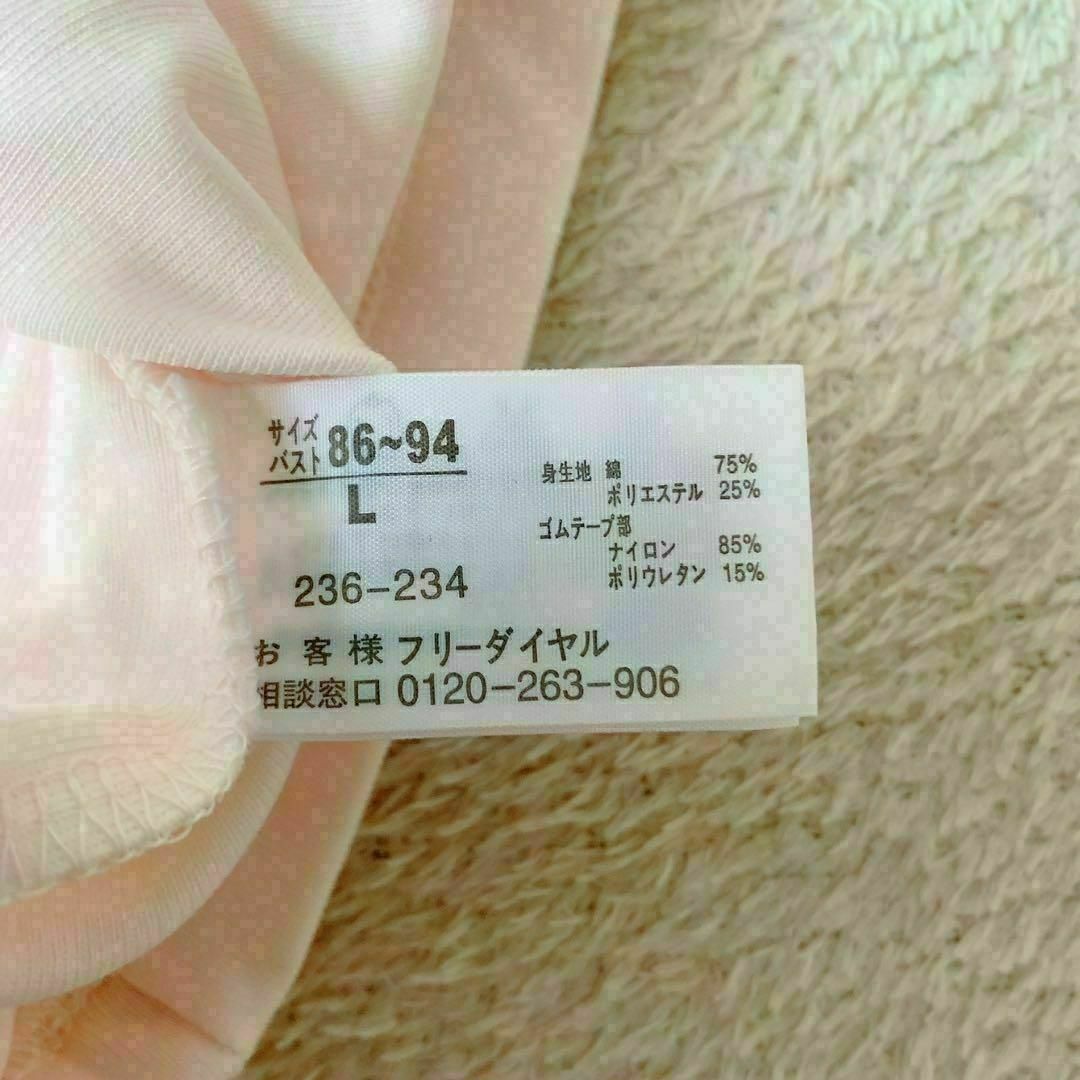 サイズ
バスト 86~94
L
236-234
身生地 綿 75%
ポリエステル 25%
ゴムテープ部
ナイロン 85%
ポリウレタン 15%
お客様 フリーダイヤル
相談窓口 0120-263-906